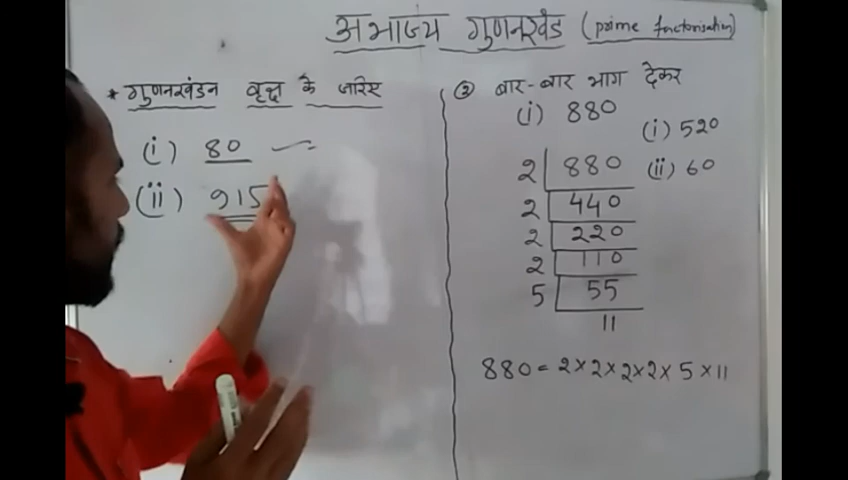 अभाज्य गुणनखंड (prime factorisation)
* गुणनखंडन वृक्ष के जरिए
(i) 80
(ii) 915
② बार-बार भाग देकर
(i) 880
(i) 520
(ii) 60
2 | 880
2 | 440
2 | 220
2 | 110
5 | 55
11
880 = 2 × 2 × 2 × 2 × 5 × 11